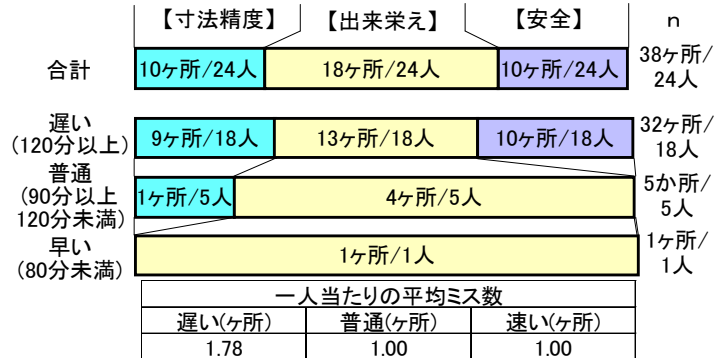 【寸法精度】 【出来栄え】 【安全】 n
合計 10ヶ所/24人 18ヶ所/24人 10ヶ所/24人 38ヶ所/
24人
遅い
(120分以上) 9ヶ所/18人 13ヶ所/18人 10ヶ所/18人 32ヶ所/
18人
普通
(90分以上
120分未満) 1ヶ所/5人 4ヶ所/5人 5か所/
5人
早い
(80分未満) 1ヶ所/1人 1ヶ所/
1人
一人当たりの平均ミス数
遅い(ヶ所) 普通(ヶ所) 速い(ヶ所)
1.78 1.00 1.00